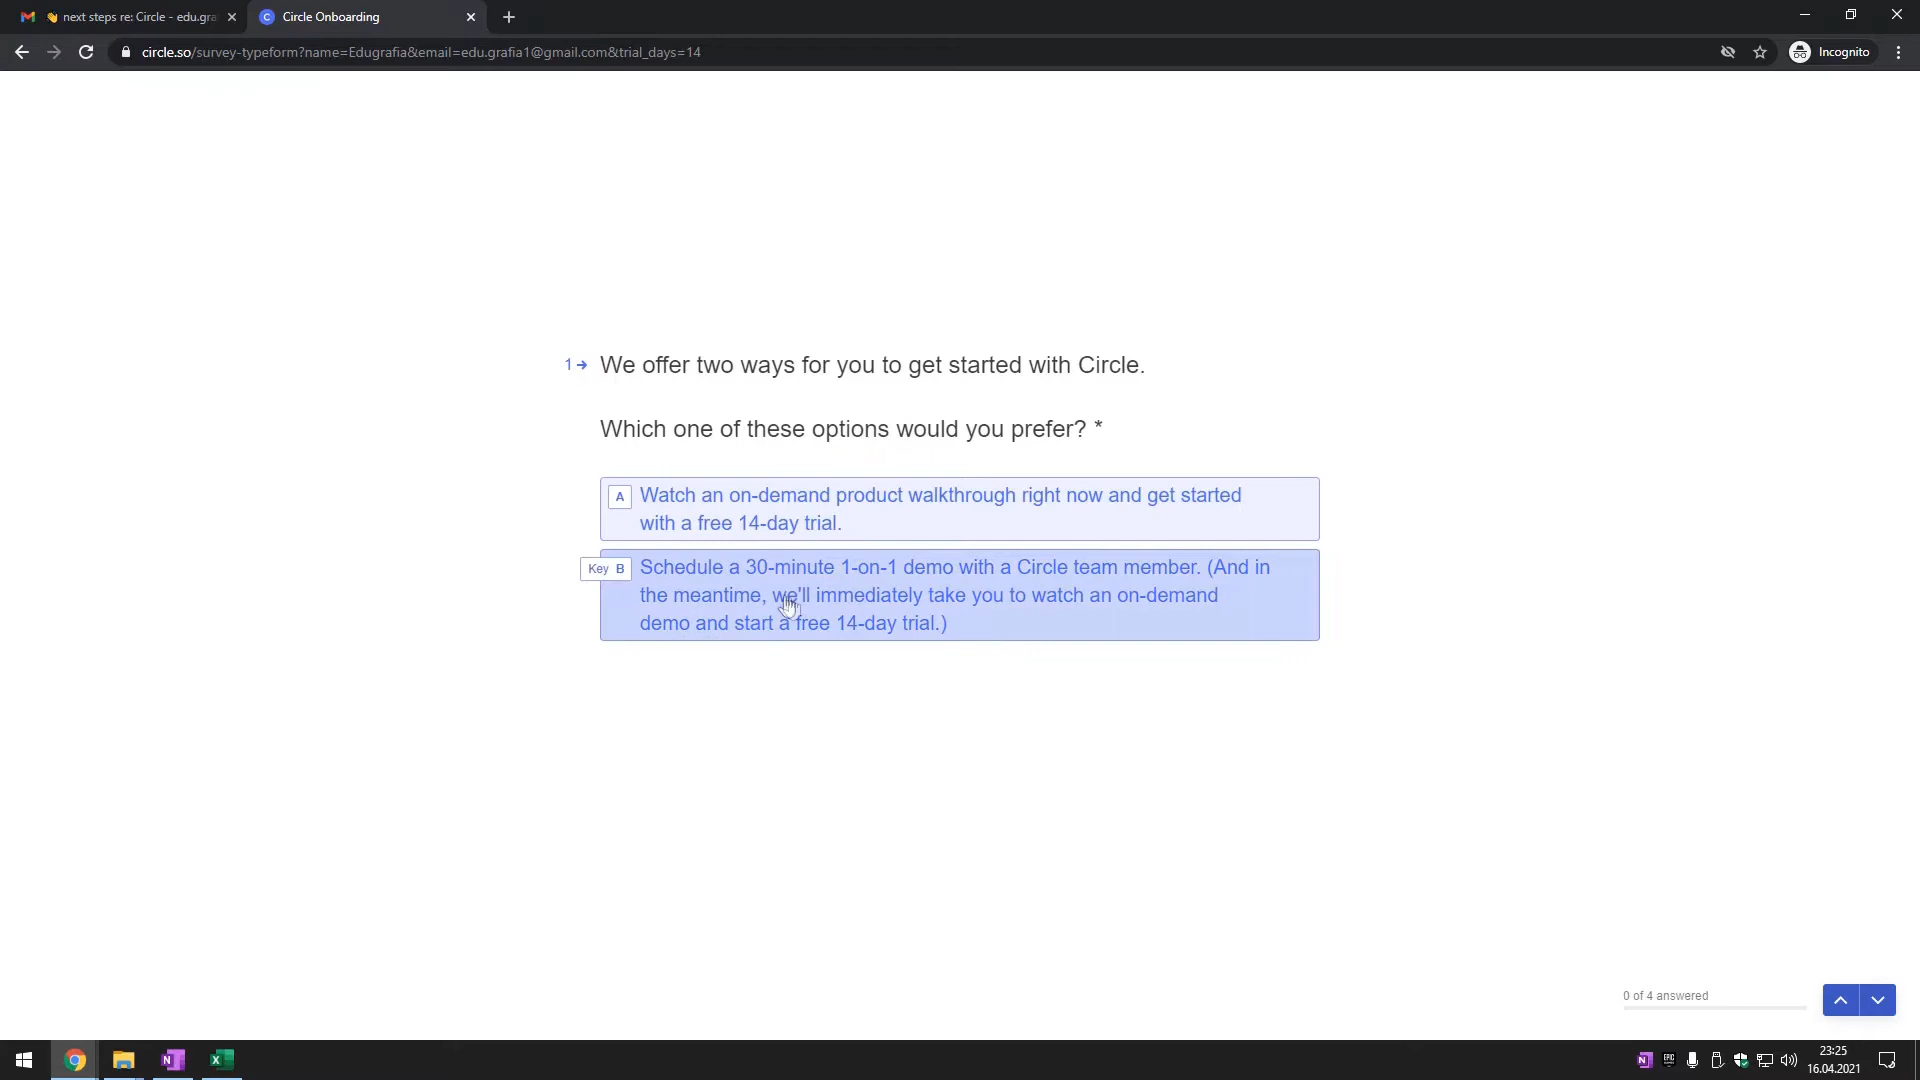 👋 next steps re: Circle - edu.gra
Circle Onboarding
circle.so/survey-typeform?name=Edugrafia&email=edu.grafia1@gmail.com&trial_days=14
Incognito
1 → We offer two ways for you to get started with Circle.
Which one of these options would you prefer? *
A Watch an on-demand product walkthrough right now and get started
with a free 14-day trial.
Key B Schedule a 30-minute 1-on-1 demo with a Circle team member. (And in
the meantime, we'll immediately take you to watch an on-demand
demo and start a free 14-day trial.)
0 of 4 answered
23:25
16.04.2021